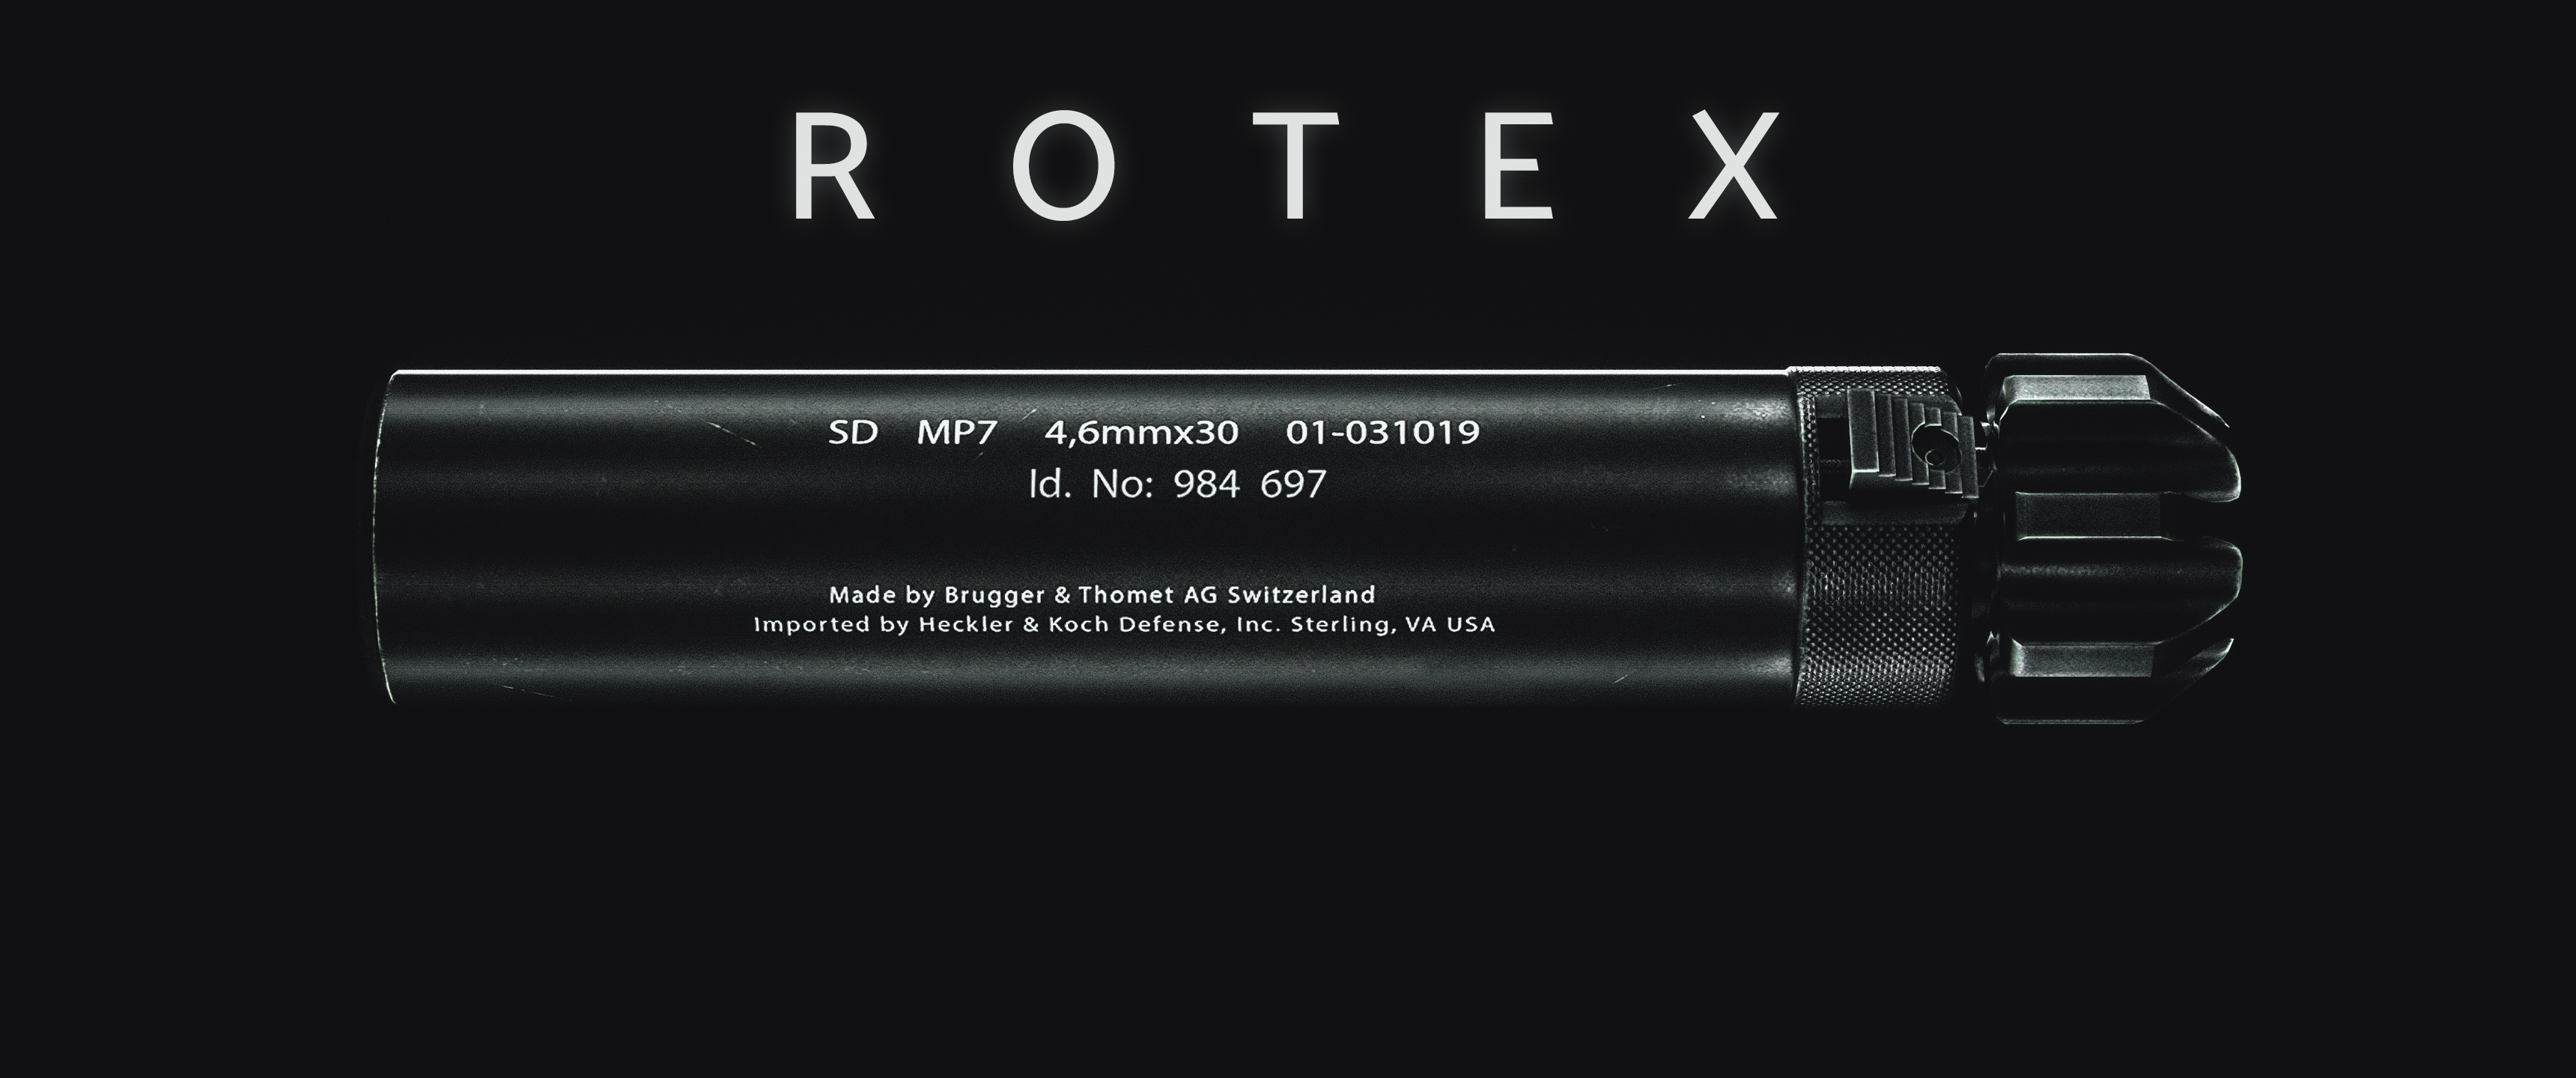 ROTEX
SD MP7 4,6mmx30 01-031019
Id. No: 984 697
Made by Brugger & Thomet AG Switzerland
Imported by Heckler & Koch Defense, Inc. Sterling, VA USA